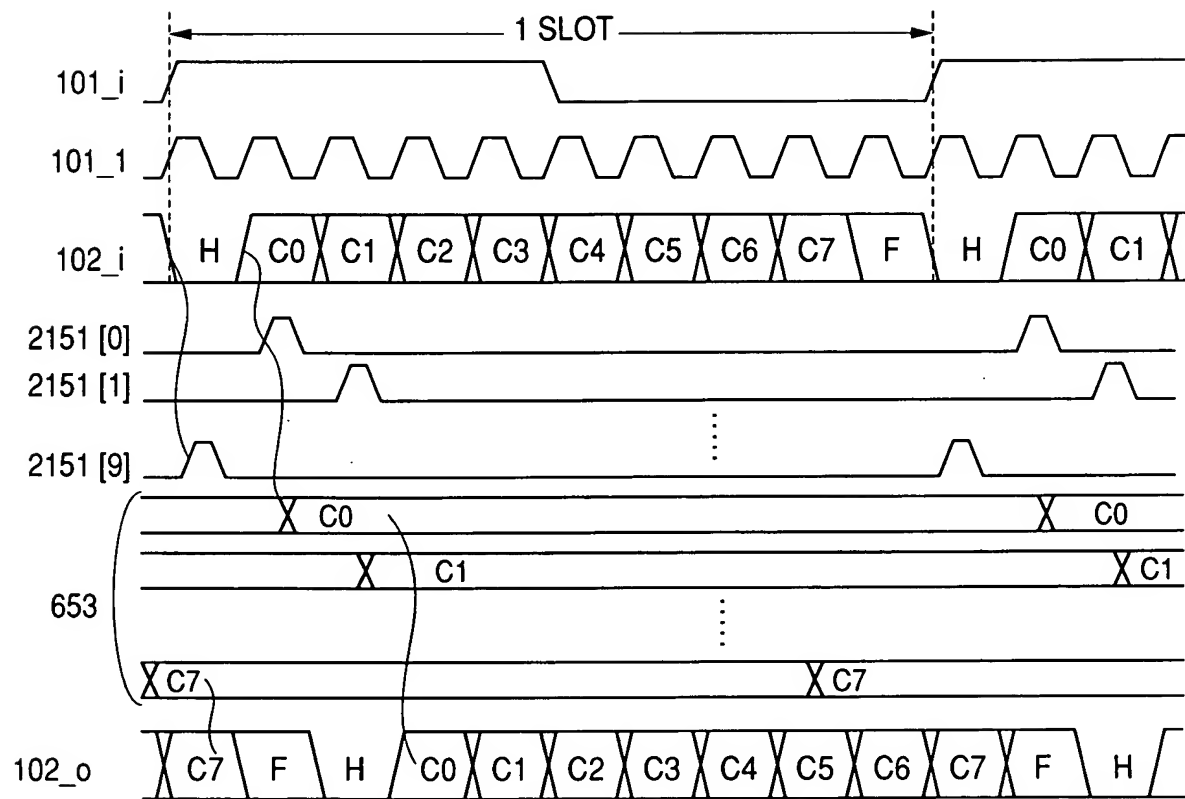 1 SLOT
101_i
101_1
102_i H C0 C1 C2 C3 C4 C5 C6 C7 F H C0 C1
2151 [0]
2151 [1]
2151 [9]
C0 C0
C1 C1
653
C7 C7
102_o C7 F H C0 C1 C2 C3 C4 C5 C6 C7 F H